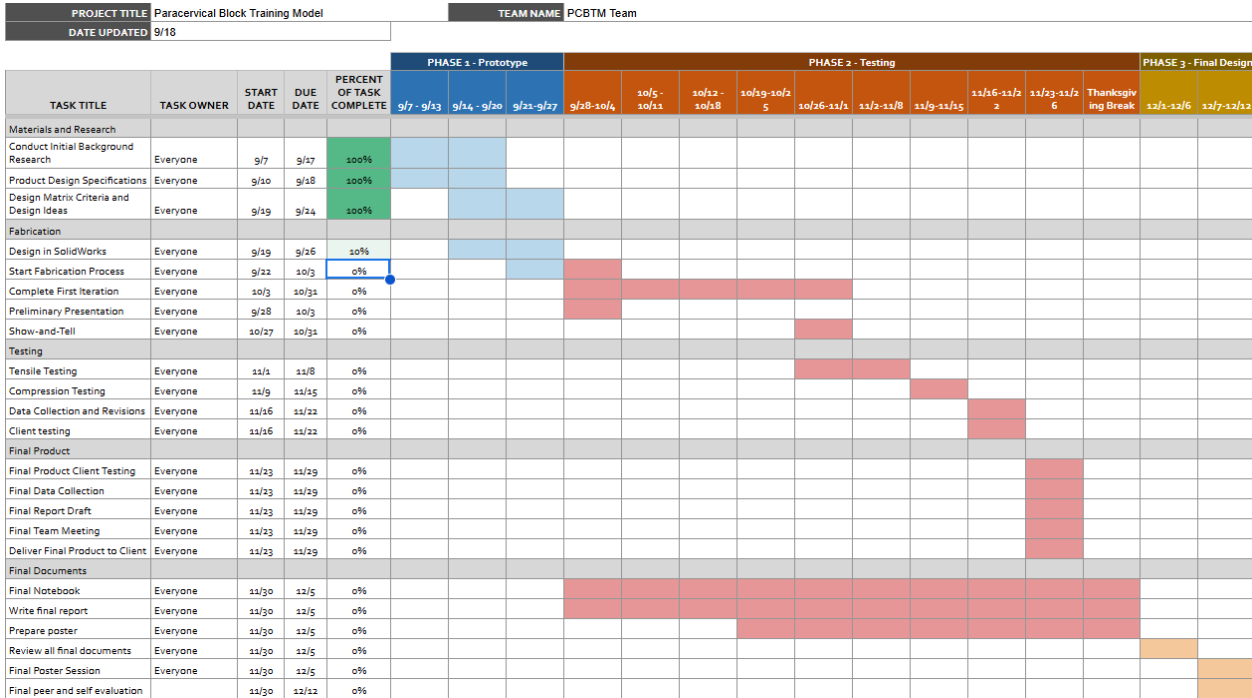 PROJECT TITLE Paracervical Block Training Model TEAM NAME PCBTM Team
DATE UPDATED 9/18
PHASE 1 - Prototype PHASE 2 - Testing PHASE 3 - Final Design
TASK TITLE TASK OWNER START DATE DUE DATE PERCENT OF TASK COMPLETE 9/7 - 9/13 9/14 - 9/20 9/21-9/27 9/28-10/4 10/5 - 10/11 10/12 - 10/18 10/19-10/25 10/26-11/1 11/2-11/8 11/9-11/15 11/16-11/22 11/23-11/26 Thanksgiving Break 12/1-12/6 12/7-12/12
Materials and Research
Conduct Initial Background Research Everyone 9/7 9/17 100%
Product Design Specifications Everyone 9/10 9/18 100%
Design Matrix Criteria and Design Ideas Everyone 9/19 9/24 100%
Fabrication
Design in SolidWorks Everyone 9/19 9/26 10%
Start Fabrication Process Everyone 9/22 10/3 0%
Complete First Iteration Everyone 10/3 10/31 0%
Preliminary Presentation Everyone 9/28 10/3 0%
Show-and-Tell Everyone 10/27 10/31 0%
Testing
Tensile Testing Everyone 11/1 11/8 0%
Compression Testing Everyone 11/9 11/15 0%
Data Collection and Revisions Everyone 11/16 11/22 0%
Client testing Everyone 11/16 11/22 0%
Final Product
Final Product Client Testing Everyone 11/23 11/29 0%
Final Data Collection Everyone 11/23 11/29 0%
Final Report Draft Everyone 11/23 11/29 0%
Final Team Meeting Everyone 11/23 11/29 0%
Deliver Final Product to Client Everyone 11/23 11/29 0%
Final Documents
Final Notebook Everyone 11/30 12/5 0%
Write final report Everyone 11/30 12/5 0%
Prepare poster Everyone 11/30 12/5 0%
Review all final documents Everyone 11/30 12/5 0%
Final Poster Session Everyone 11/30 12/5 0%
Final peer and self evaluation 11/30 12/12 0%